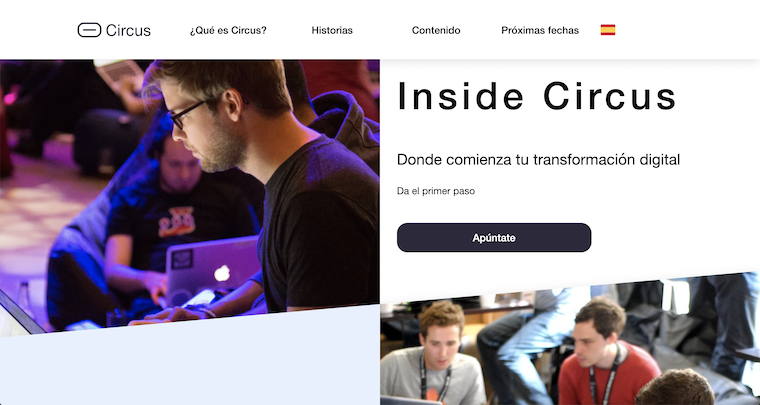 Circus
¿Qué es Circus?
Historias
Contenido
Próximas fechas
Inside Circus
Donde comienza tu transformación digital
Da el primer paso
Apúntate